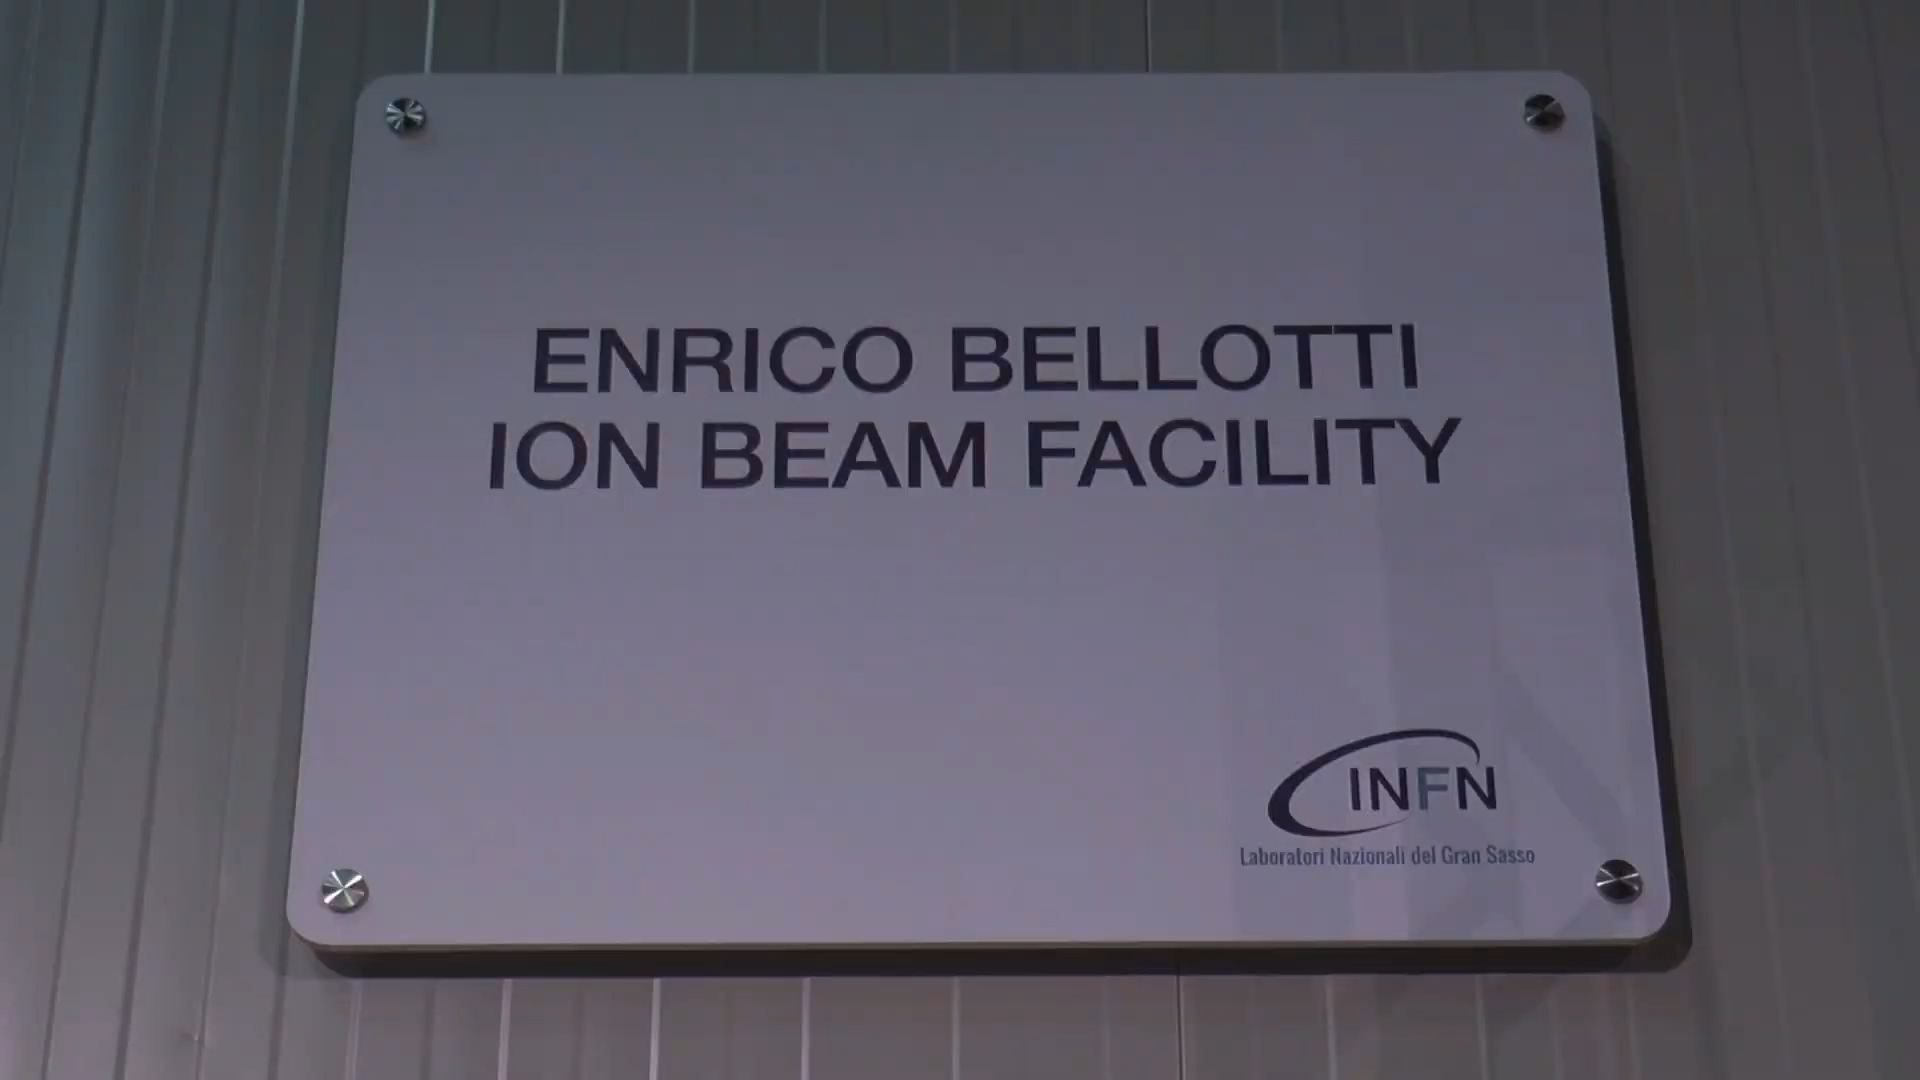 ENRICO BELLOTTI
ION BEAM FACILITY
INFN
Laboratori Nazionali del Gran Sasso